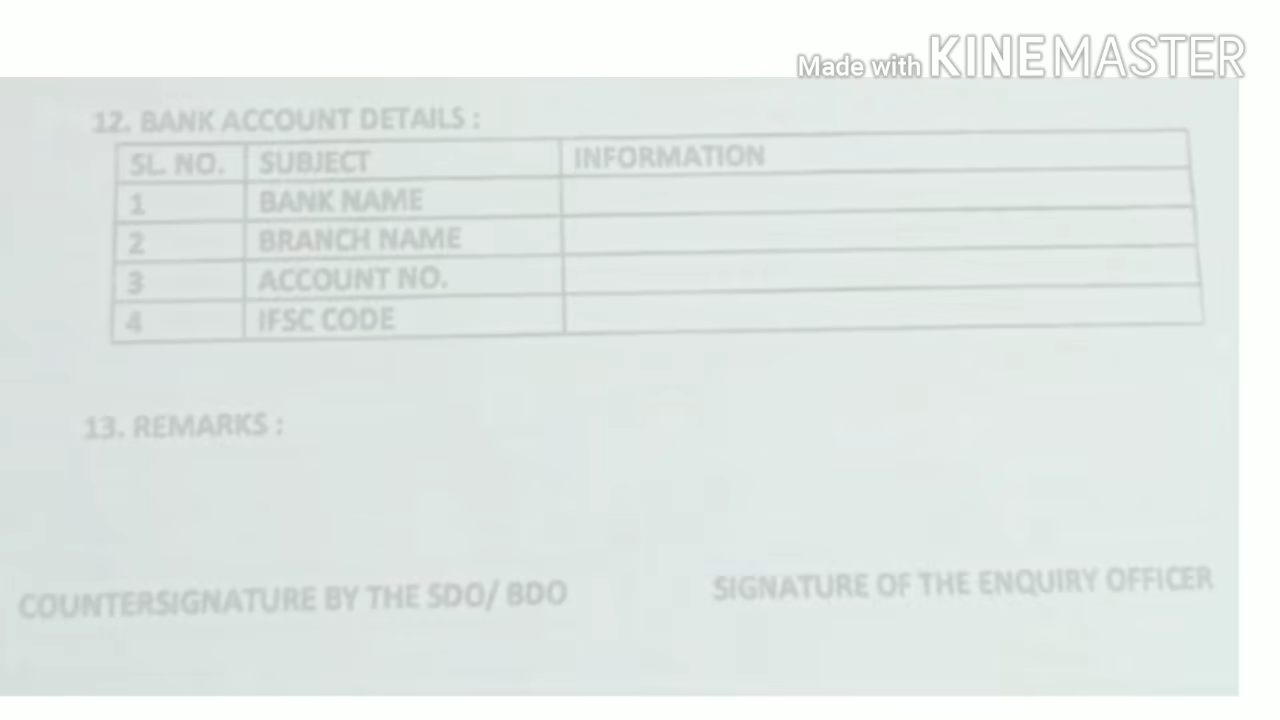 Made with KINEMASTER
12. BANK ACCOUNT DETAILS :
SL. NO. SUBJECT INFORMATION
1 BANK NAME
2 BRANCH NAME
3 ACCOUNT NO.
4 IFSC CODE
13. REMARKS :
COUNTERSIGNATURE BY THE SDO/ BDO SIGNATURE OF THE ENQUIRY OFFICER